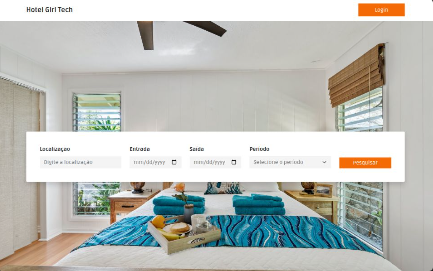 Hotel Girl Tech
Login
Localização
Entrada
Saída
Período
Digite a localização
mm/dd/yyyy
mm/dd/yyyy
Selecione o período
Pesquisar